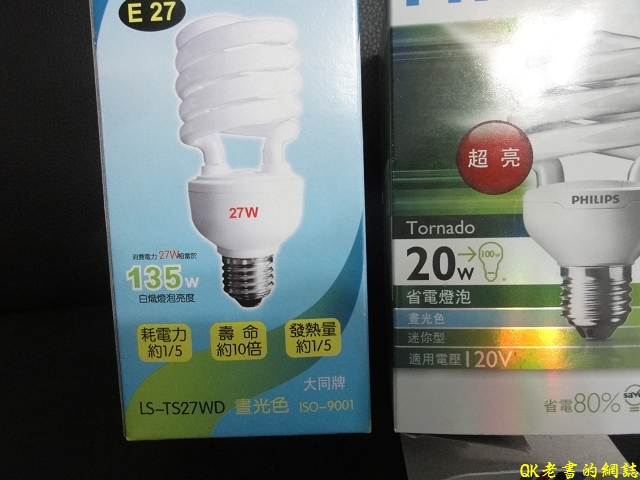 E 27
27W
消費電力 27W相當於
135W
白熾燈泡亮度
耗電力
約1/5
壽命
約10倍
發熱量
約1/5
大同牌
LS-TS27WD 晝光色 ISO-9001
超亮
PHILIPS
Tornado
20w 100w
省電燈泡
晝光色
迷你型
適用電壓 120V
省電80%
QK老書的網誌